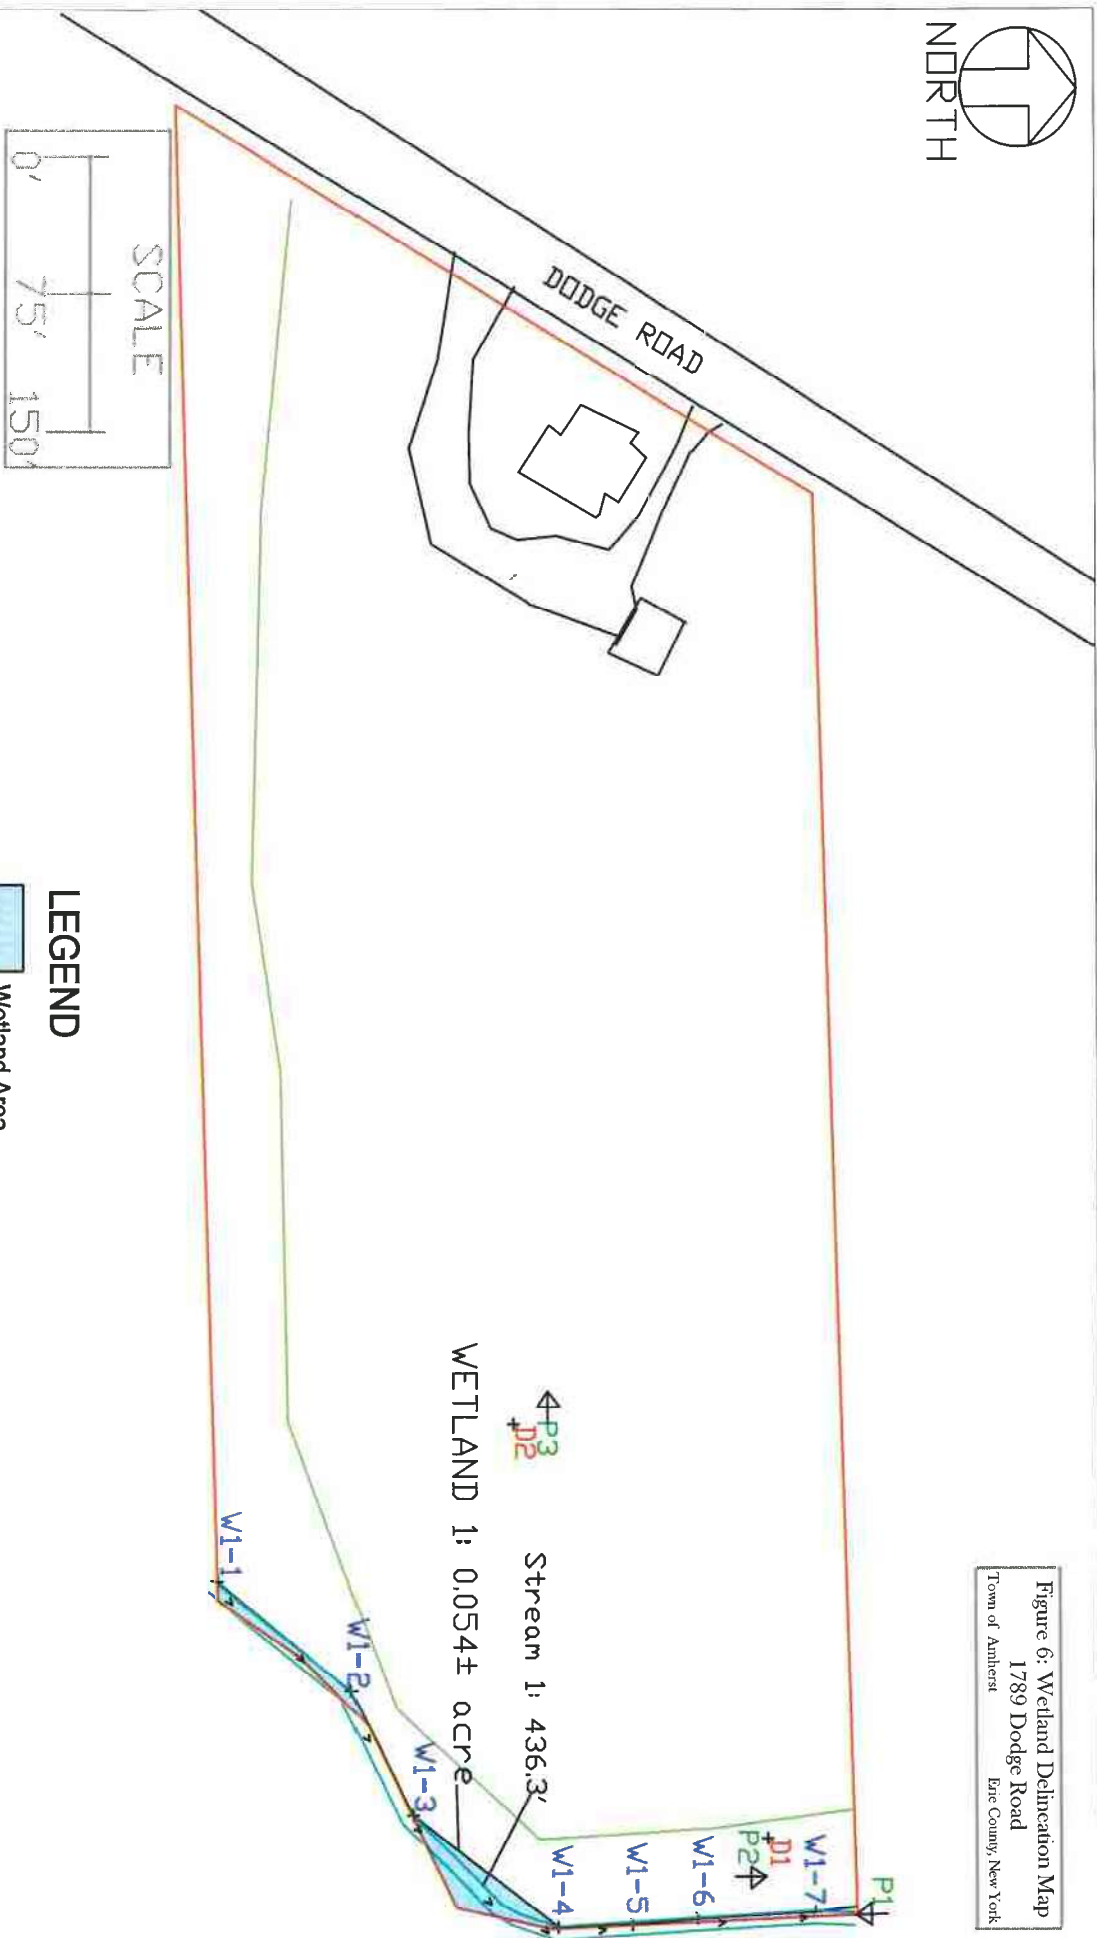 Figure 6: Wetland Delineation Map
1789 Dodge Road
Town of Amherst Erie County, New York
NORTH
DODGE ROAD
P1
W1-7
D1
P2
W1-6
W1-5
W1-4
P3
D2
Stream 1: 436.3'
WETLAND 1: 0.054± acre
W1-3
W1-2
W1-1
SCALE
0' 75' 150'
LEGEND
Wetland Area